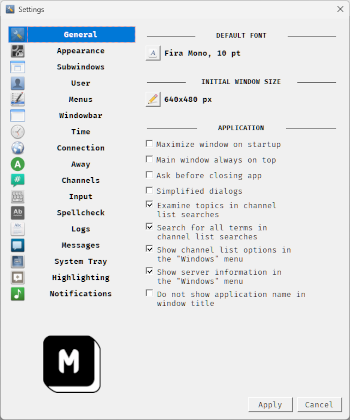 Settings
General
Appearance
Subwindows
User
Menus
Windowbar
Time
Connection
Away
Channels
Input
Spellcheck
Logs
Messages
System Tray
Highlighting
Notifications
M
DEFAULT FONT
Fira Mono, 10 pt
INITIAL WINDOW SIZE
640x480 px
APPLICATION
Maximize window on startup
Main window always on top
Ask before closing app
Simplified dialogs
Examine topics in channel
list searches
Search for all terms in
channel list searches
Show channel list options in
the "Windows" menu
Show server information in
the "Windows" menu
Do not show application name in
window title
Apply
Cancel